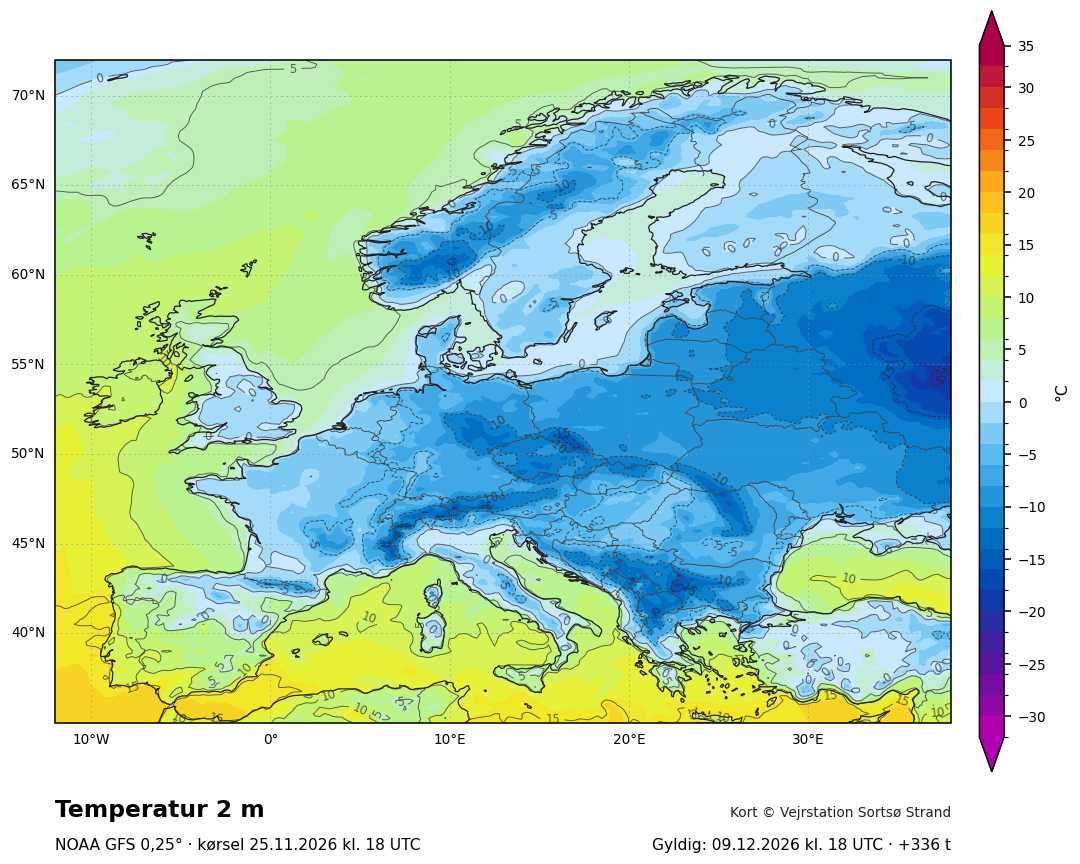 35
30
25
20
15
10
5
0
−5
−10
−15
−20
−25
−30
°C
70°N
65°N
60°N
55°N
50°N
45°N
40°N
10°W
0°
10°E
20°E
30°E
Temperatur 2 m
Kort © Vejrstation Sortsø Strand
NOAA GFS 0,25° · kørsel 25.11.2026 kl. 18 UTC
Gyldig: 09.12.2026 kl. 18 UTC · +336 t